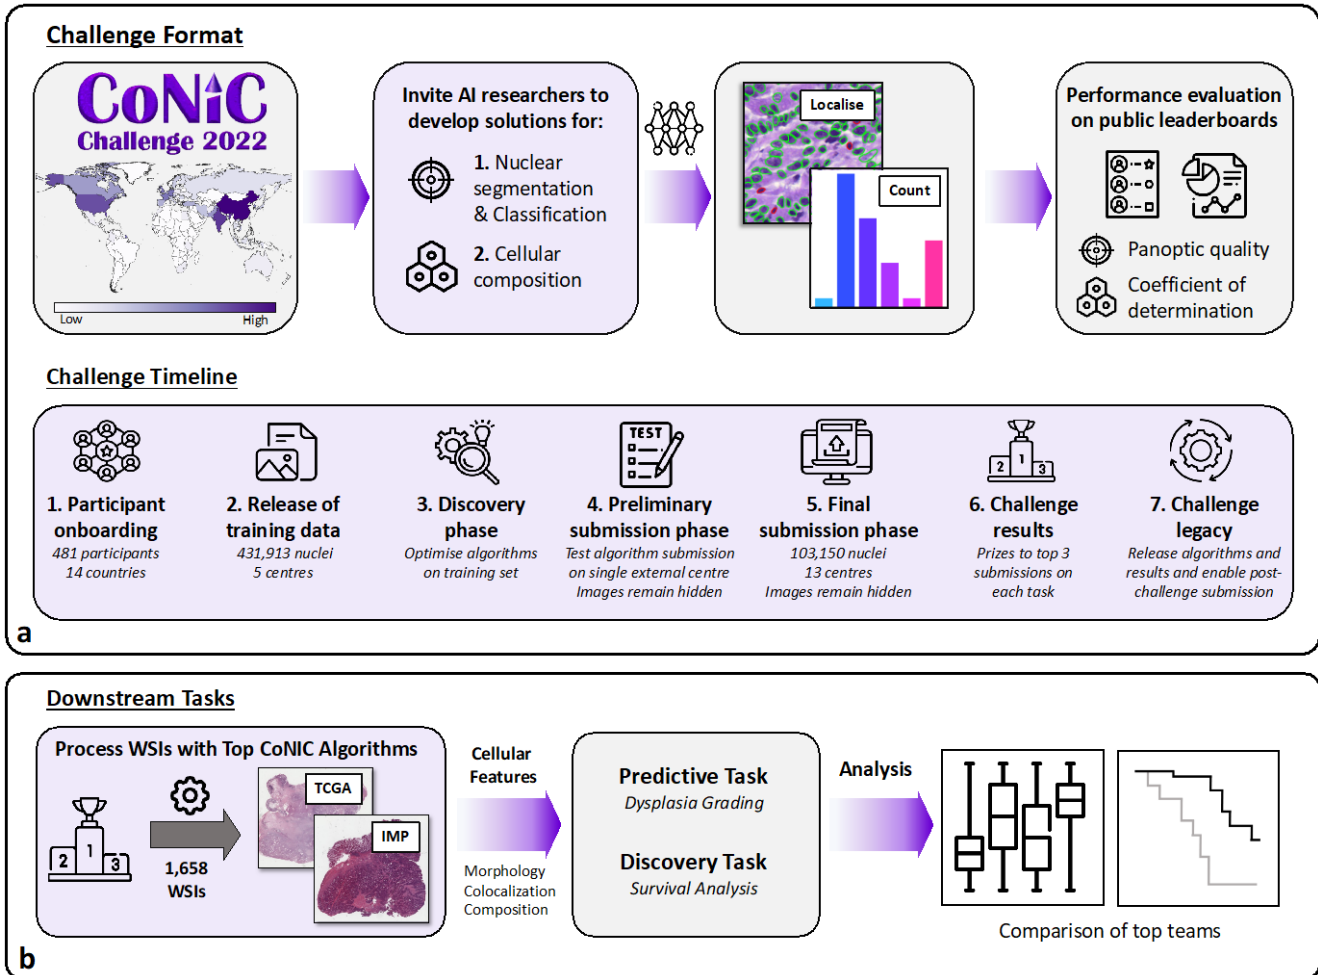 Challenge Format
CoNiC
Challenge 2022
Low
High
Invite AI researchers to
develop solutions for:
1. Nuclear
segmentation
& Classification
2. Cellular
composition
Localise
Count
Performance evaluation
on public leaderboards
Panoptic quality
Coefficient of
determination
Challenge Timeline
1. Participant
onboarding
481 participants
14 countries
2. Release of
training data
431,913 nuclei
5 centres
3. Discovery
phase
Optimise algorithms
on training set
TEST
4. Preliminary
submission phase
Test algorithm submission
on single external centre
Images remain hidden
5. Final
submission phase
103,150 nuclei
13 centres
Images remain hidden
2 1 3
6. Challenge
results
Prizes to top 3
submissions on
each task
7. Challenge
legacy
Release algorithms and
results and enable post-
challenge submission
a
Downstream Tasks
Process WSIs with Top CoNIC Algorithms
2 1 3
1,658
WSIs
TCGA
IMP
Cellular
Features
Morphology
Colocalization
Composition
Predictive Task
Dysplasia Grading
Discovery Task
Survival Analysis
Analysis
Comparison of top teams
b